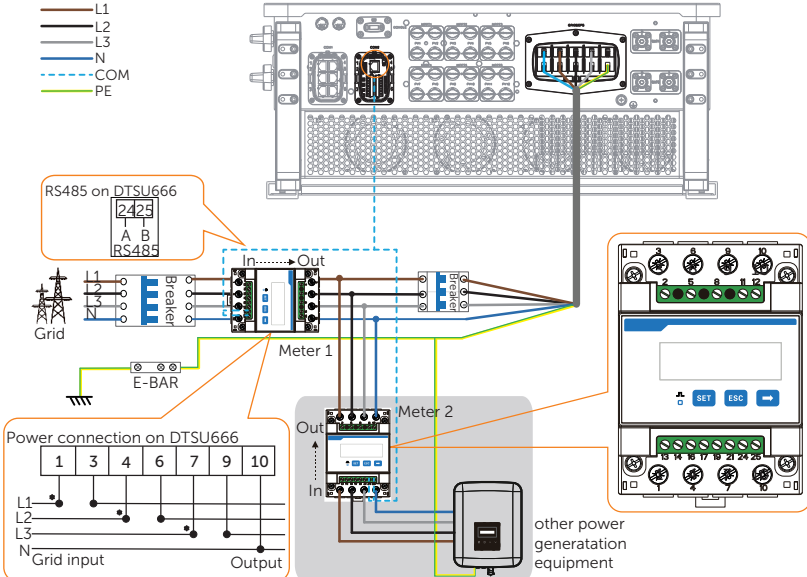 L1
L2
L3
N
COM
PE
RS485 on DTSU666
24 25
A B
RS485
In Out
L1
L2
L3
N
Breaker
Breaker
Grid
Meter 1
E-BAR
Meter 2
Out
In
Power connection on DTSU666
1 3 4 6 7 9 10
L1
L2
L3
N
Grid input
Output
other power
generatation
equipment
3 6 9 10
2 5 8 11 12
SET ESC
13 14 16 17 19 21 24 25
1 4 7 10